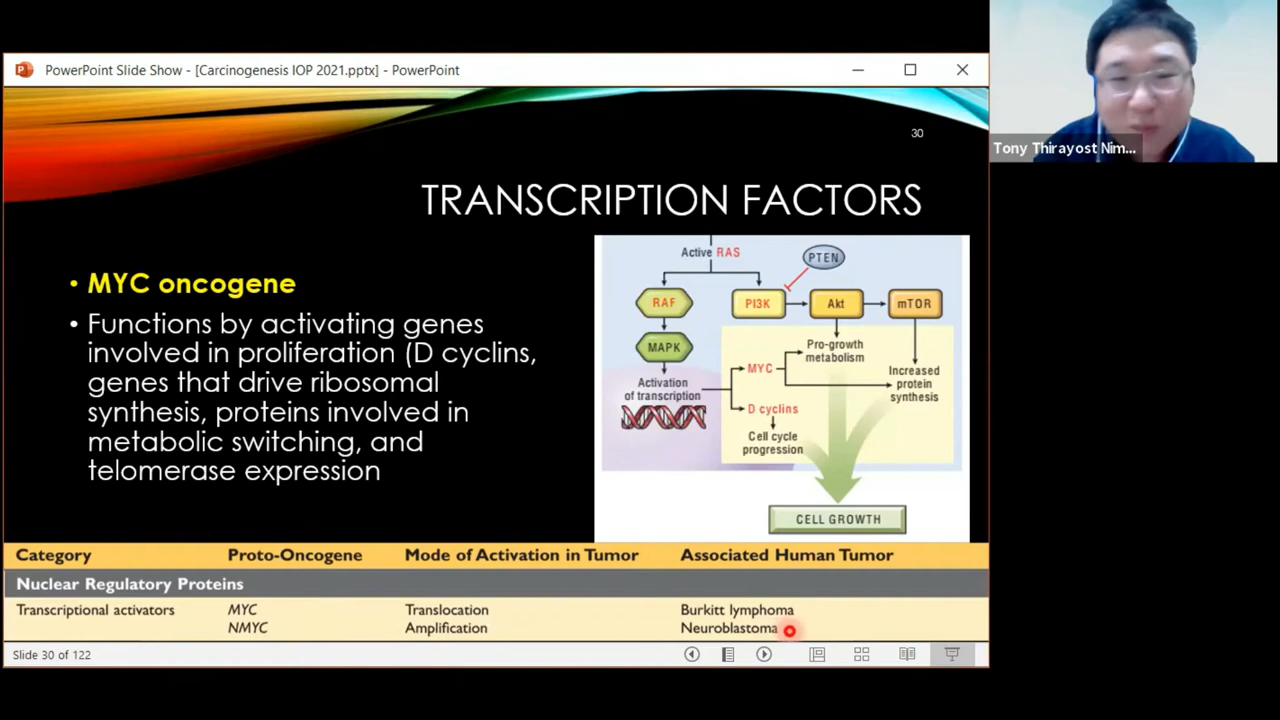 PowerPoint Slide Show - [Carcinogenesis IOP 2021.pptx] - PowerPoint
Tony Thirayost Nim...
30
TRANSCRIPTION FACTORS
• MYC oncogene
• Functions by activating genes
involved in proliferation (D cyclins,
genes that drive ribosomal
synthesis, proteins involved in
metabolic switching, and
telomerase expression
Active RAS
PTEN
RAF
PI3K
Akt
mTOR
MAPK
Activation
of transcription
MYC
Pro-growth
metabolism
Increased
protein
synthesis
D cyclins
Cell cycle
progression
CELL GROWTH
Category Proto-Oncogene Mode of Activation in Tumor Associated Human Tumor
Nuclear Regulatory Proteins
Transcriptional activators MYC Translocation Burkitt lymphoma
NMYC Amplification Neuroblastoma
Slide 30 of 122